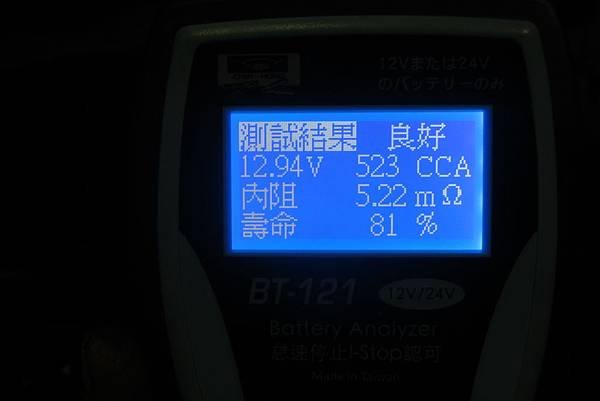 12Vまたは24V
のバッテリーのみ
測試結果 良好
12.94V 523 CCA
內阻 5.22 mΩ
壽命 81 %
BT-121 12V/24V
Battery Analyzer
怠速停止I-Stop認可
Made in Taiwan